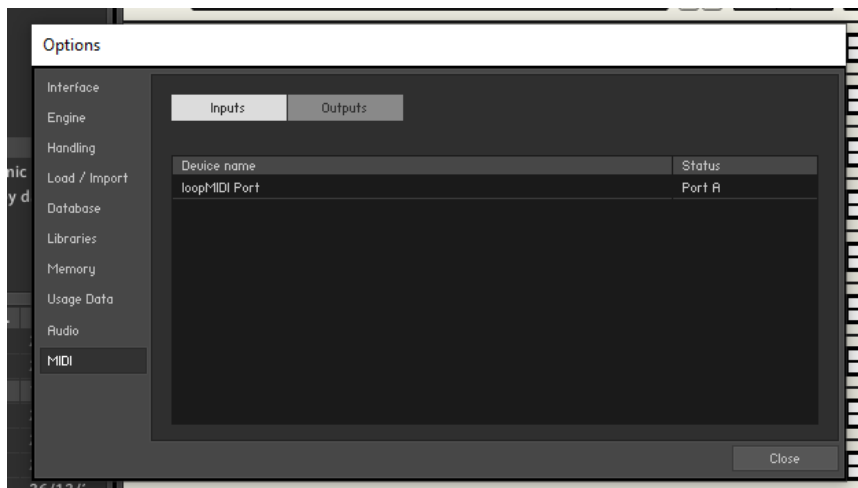 Options
Interface
Engine
Handling
Load / Import
Database
Libraries
Memory
Usage Data
Audio
MIDI
Inputs Outputs
Device name Status
loopMIDI Port Port A
Close
nic
y d